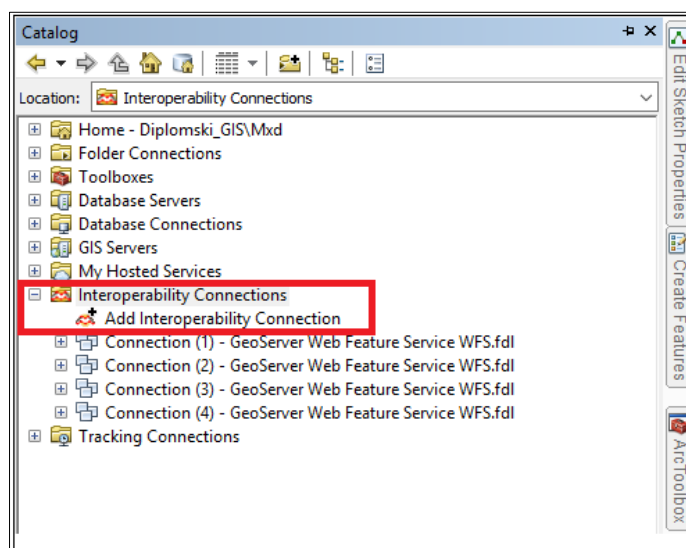 Catalog
Location: Interoperability Connections
Home - Diplomski_GIS\Mxd
Folder Connections
Toolboxes
Database Servers
Database Connections
GIS Servers
My Hosted Services
Interoperability Connections
Add Interoperability Connection
Connection (1) - GeoServer Web Feature Service WFS.fdl
Connection (2) - GeoServer Web Feature Service WFS.fdl
Connection (3) - GeoServer Web Feature Service WFS.fdl
Connection (4) - GeoServer Web Feature Service WFS.fdl
Tracking Connections
Edit Sketch Properties
Create Features
ArcToolbox